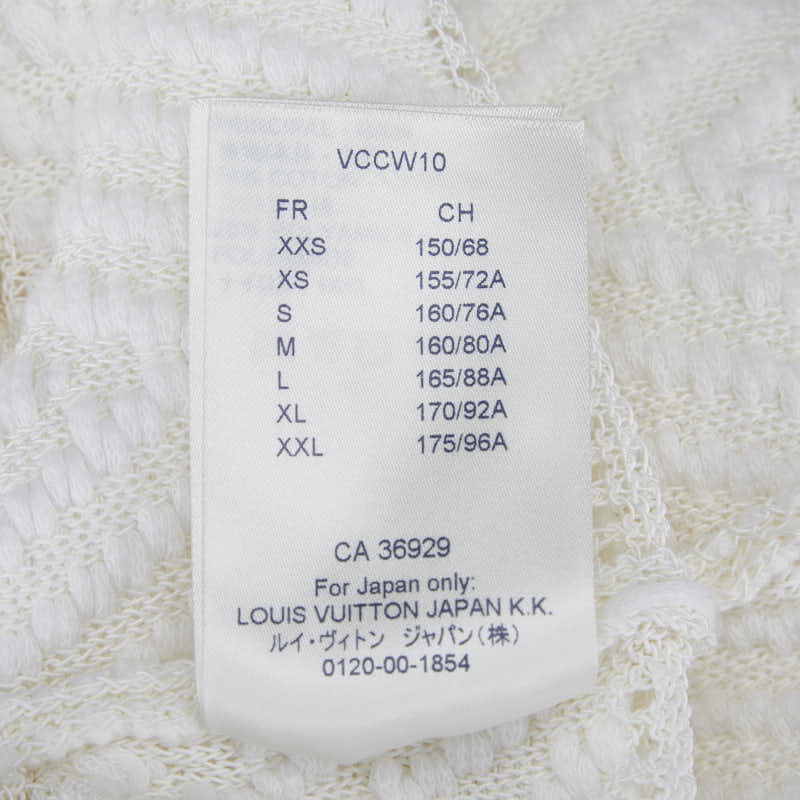 VCCW10
FR CH
XXS 150/68
XS 155/72A
S 160/76A
M 160/80A
L 165/88A
XL 170/92A
XXL 175/96A
CA 36929
For Japan only:
LOUIS VUITTON JAPAN K.K.
ルイ・ヴィトン ジャパン(株)
0120-00-1854